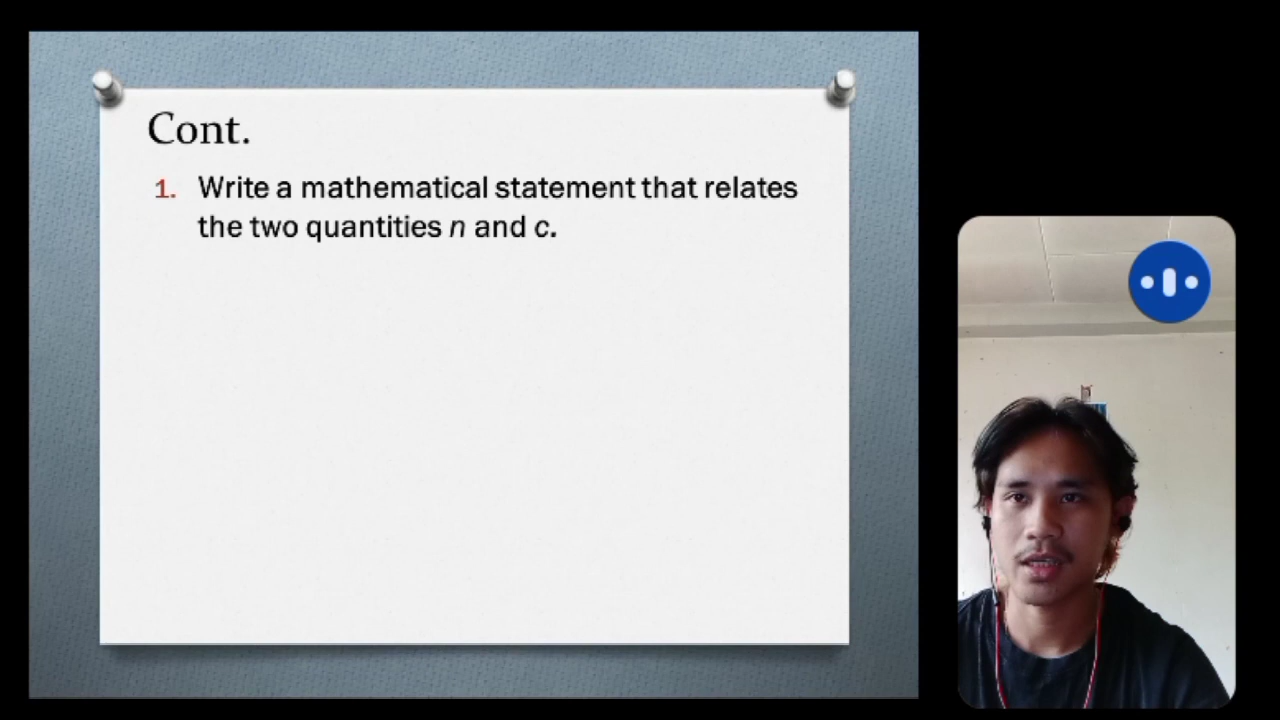 Cont.
1. Write a mathematical statement that relates
the two quantities n and c.